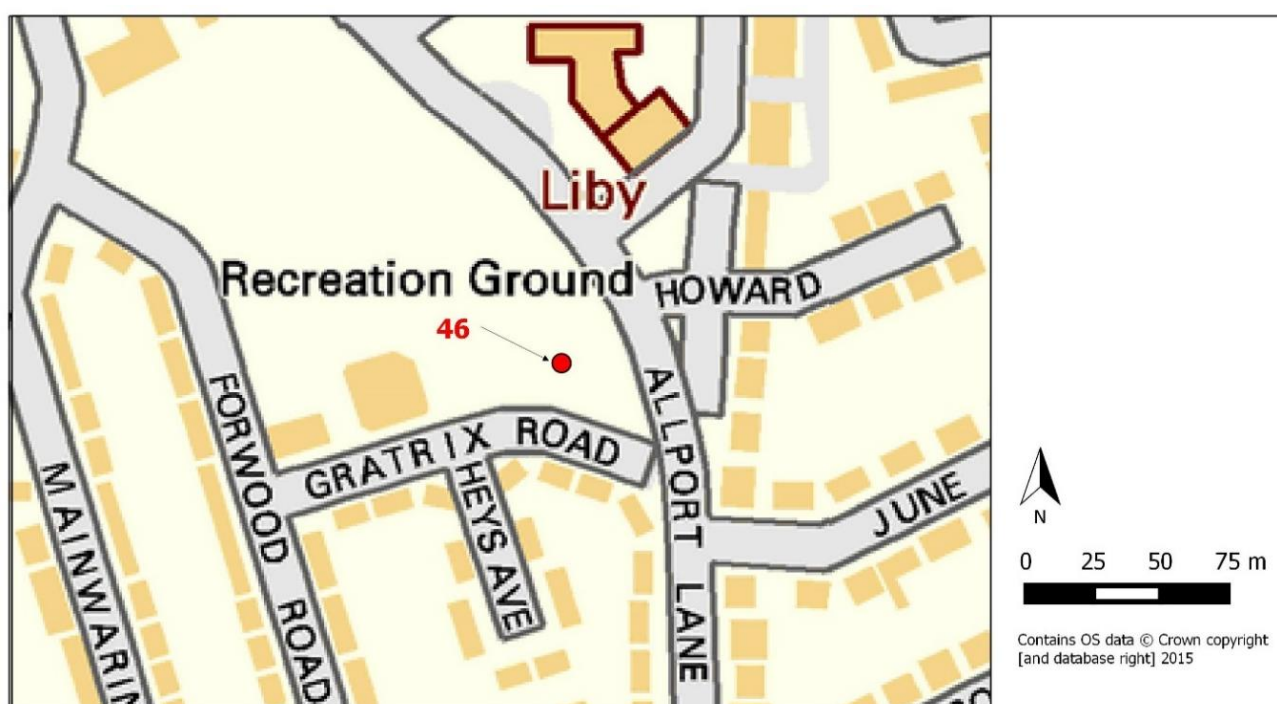 Liby
Recreation Ground
HOWARD
46
ALLPORT LANE
FORWOOD ROAD
GRATRIX ROAD
HEYS AVE
JUNE
MAINWARIN
N
0 25 50 75 m
Contains OS data © Crown copyright
[and database right] 2015